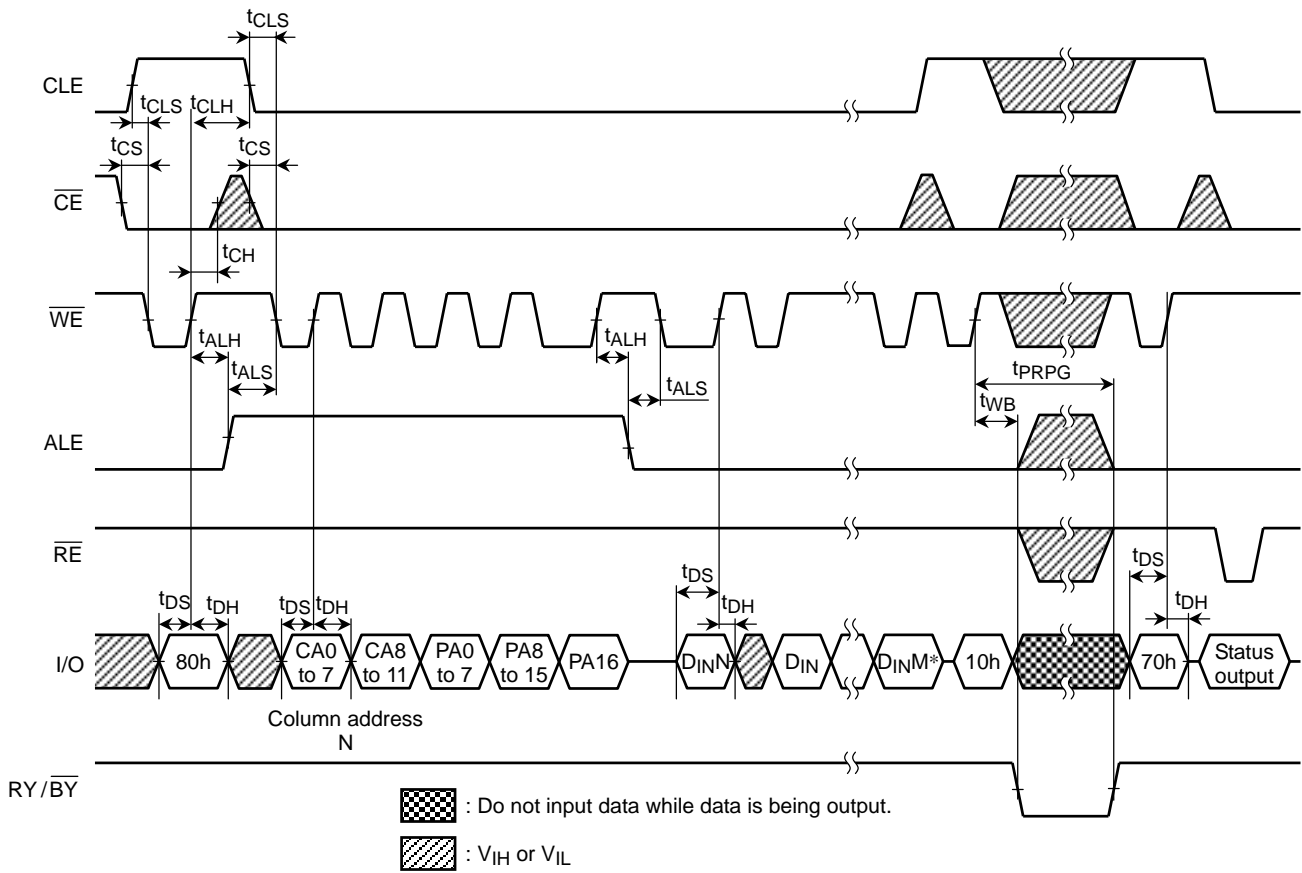 tCLS
CLE
tCLS tCLH
tCS tCS
CE
tCH
WE
tALH tALH
tALS tALS
tPRPG
tWB
ALE
RE
tDS tDH tDS tDH tDS tDH tDS tDH
I/O
80h
CA0
to 7
CA8
to 11
PA0
to 7
PA8
to 15
PA16
DINN
DIN
DINM*
10h
70h
Status
output
Column address
N
RY/BY
: Do not input data while data is being output.
: VIH or VIL